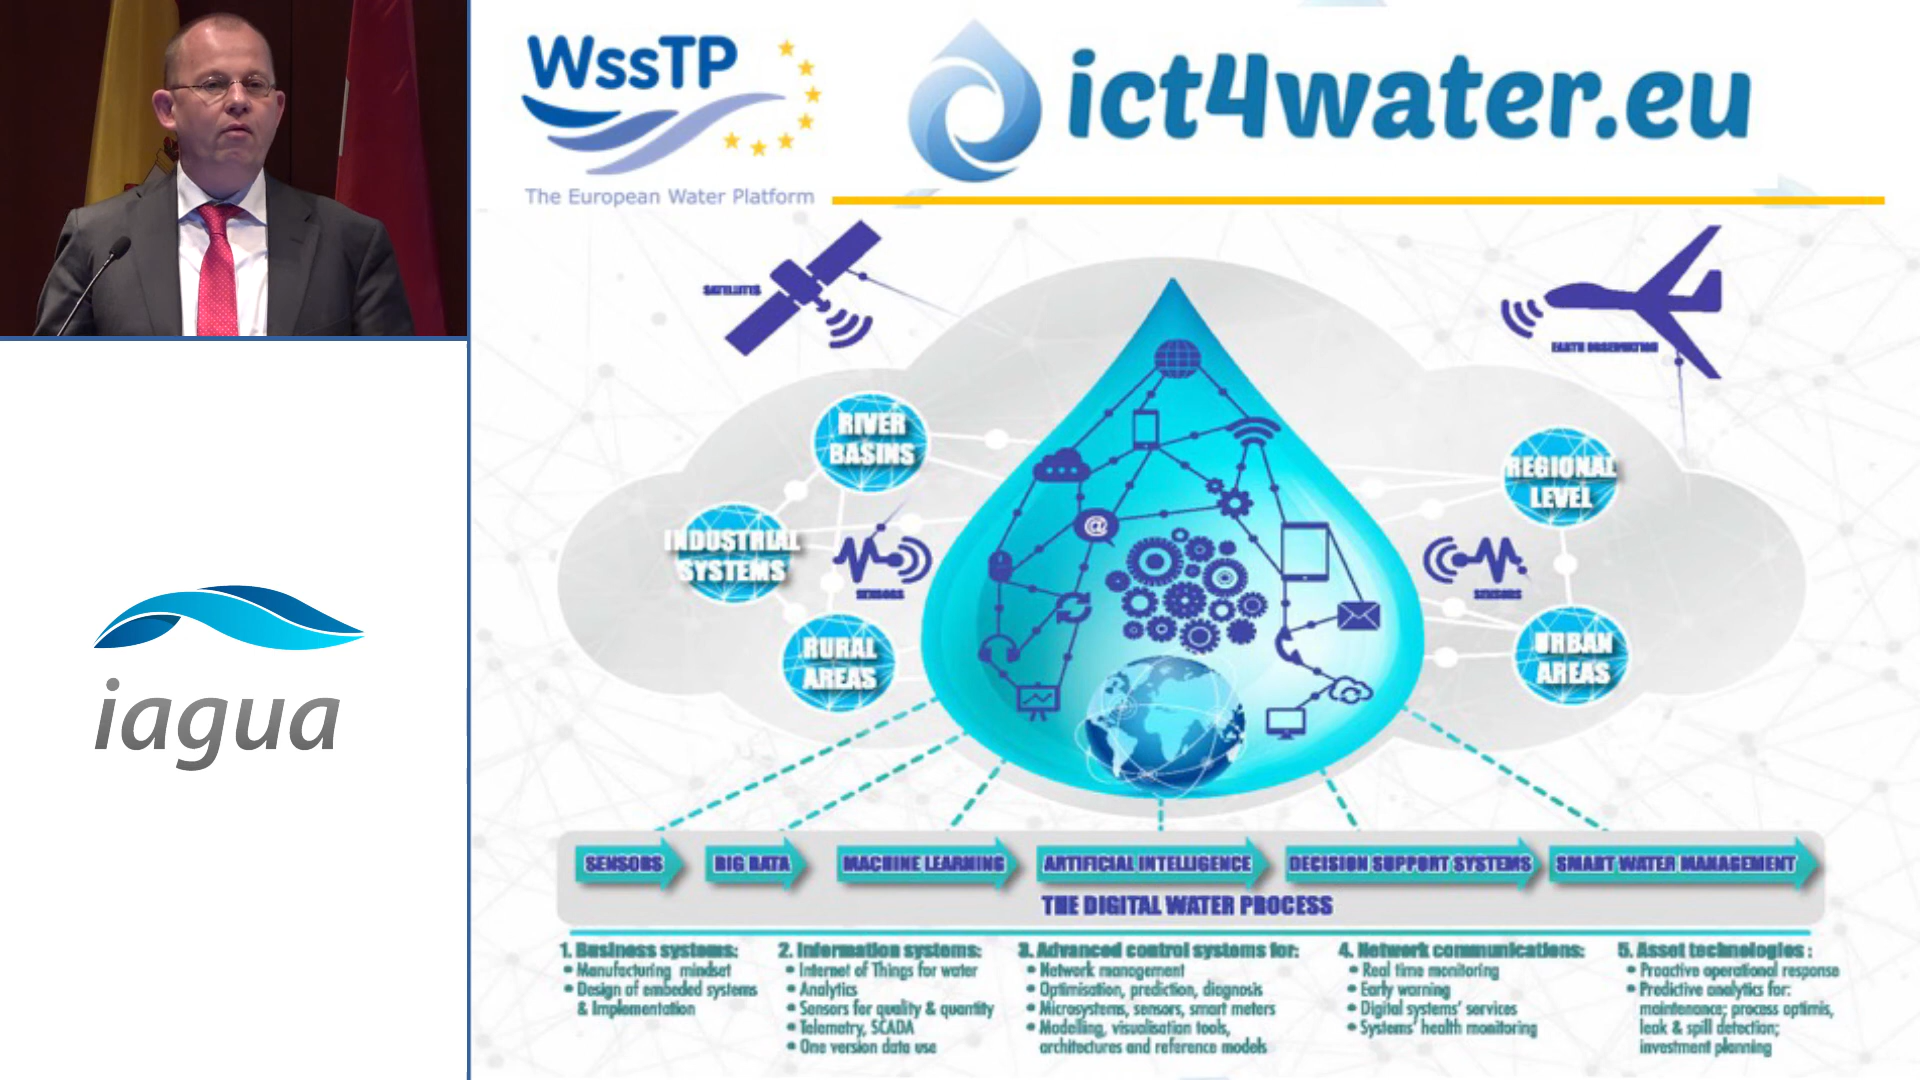 WssTP
The European Water Platform
ict4water.eu
SATELLITES
EARTH OBSERVATION
RIVER
BASINS
REGIONAL
LEVEL
INDUSTRIAL
SYSTEMS
SENSORS
SENSORS
RURAL
AREAS
URBAN
AREAS
@
iagua
SENSORS
BIG DATA
MACHINE LEARNING
ARTIFICIAL INTELLIGENCE
DECISION SUPPORT SYSTEMS
SMART WATER MANAGEMENT
THE DIGITAL WATER PROCESS
1. Business systems:
• Manufacturing mindset
• Design of embeded systems
& Implementation
2. Information systems:
• Internet of Things for water
• Analytics
• Sensors for quality & quantity
• Telemetry, SCADA
• One version data use
3. Advanced control systems for:
• Network management
• Optimisation, prediction, diagnosis
• Microsystems, sensors, smart meters
• Modelling, visualisation tools,
architectures and reference models
4. Network communications:
• Real time monitoring
• Early warning
• Digital systems' services
• Systems' health monitoring
5. Asset technologies :
• Proactive operational response
• Predictive analytics for:
maintenance; process optimis,
leak & spill detection;
investment planning